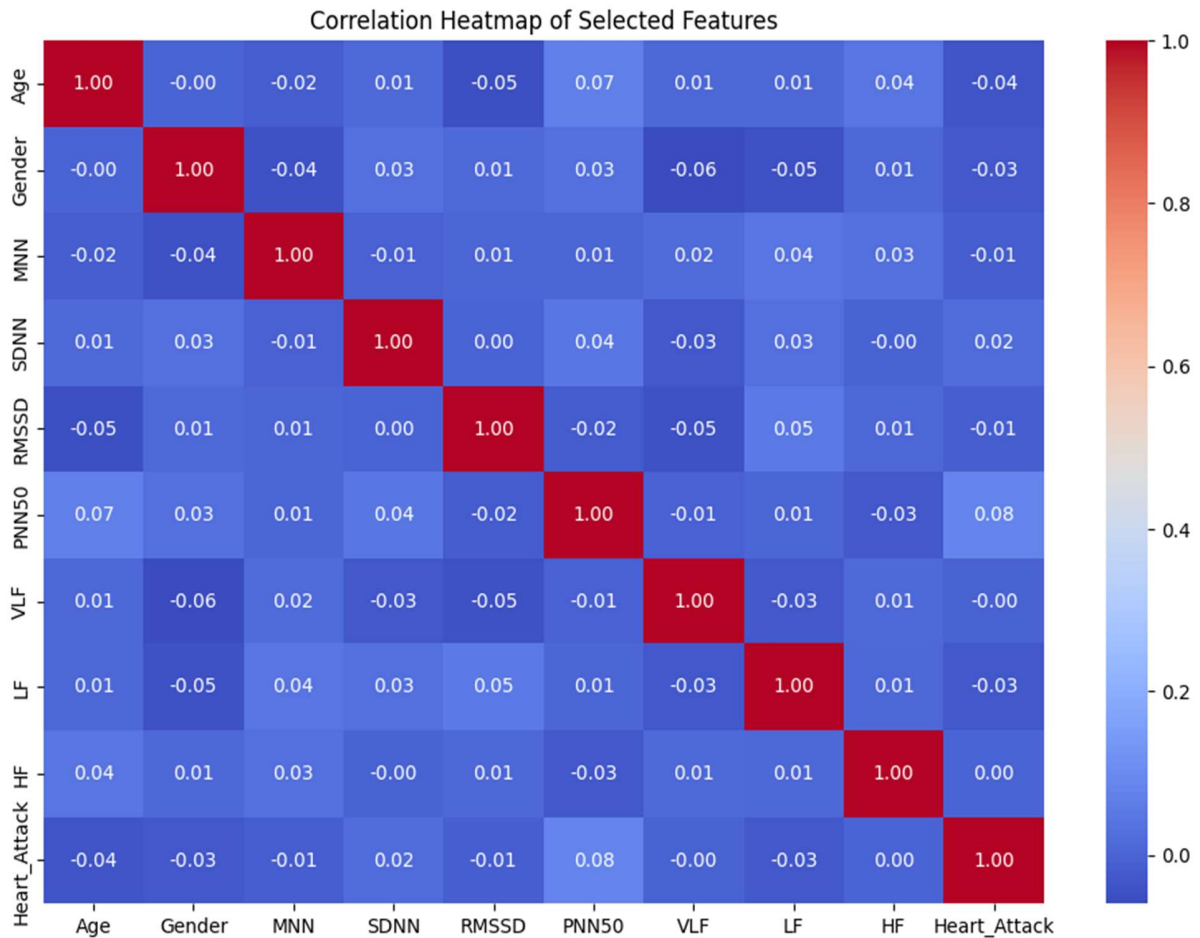 Correlation Heatmap of Selected Features
Age 1.00 -0.00 -0.02 0.01 -0.05 0.07 0.01 0.01 0.04 -0.04
Gender -0.00 1.00 -0.04 0.03 0.01 0.03 -0.06 -0.05 0.01 -0.03
MNN -0.02 -0.04 1.00 -0.01 0.01 0.01 0.02 0.04 0.03 -0.01
SDNN 0.01 0.03 -0.01 1.00 0.00 0.04 -0.03 0.03 -0.00 0.02
RMSSD -0.05 0.01 0.01 0.00 1.00 -0.02 -0.05 0.05 0.01 -0.01
PNN50 0.07 0.03 0.01 0.04 -0.02 1.00 -0.01 0.01 -0.03 0.08
VLF 0.01 -0.06 0.02 -0.03 -0.05 -0.01 1.00 -0.03 0.01 -0.00
LF 0.01 -0.05 0.04 0.03 0.05 0.01 -0.03 1.00 0.01 -0.03
HF 0.04 0.01 0.03 -0.00 0.01 -0.03 0.01 0.01 1.00 0.00
Heart_Attack -0.04 -0.03 -0.01 0.02 -0.01 0.08 -0.00 -0.03 0.00 1.00
Age Gender MNN SDNN RMSSD PNN50 VLF LF HF Heart_Attack
1.0
0.8
0.6
0.4
0.2
0.0